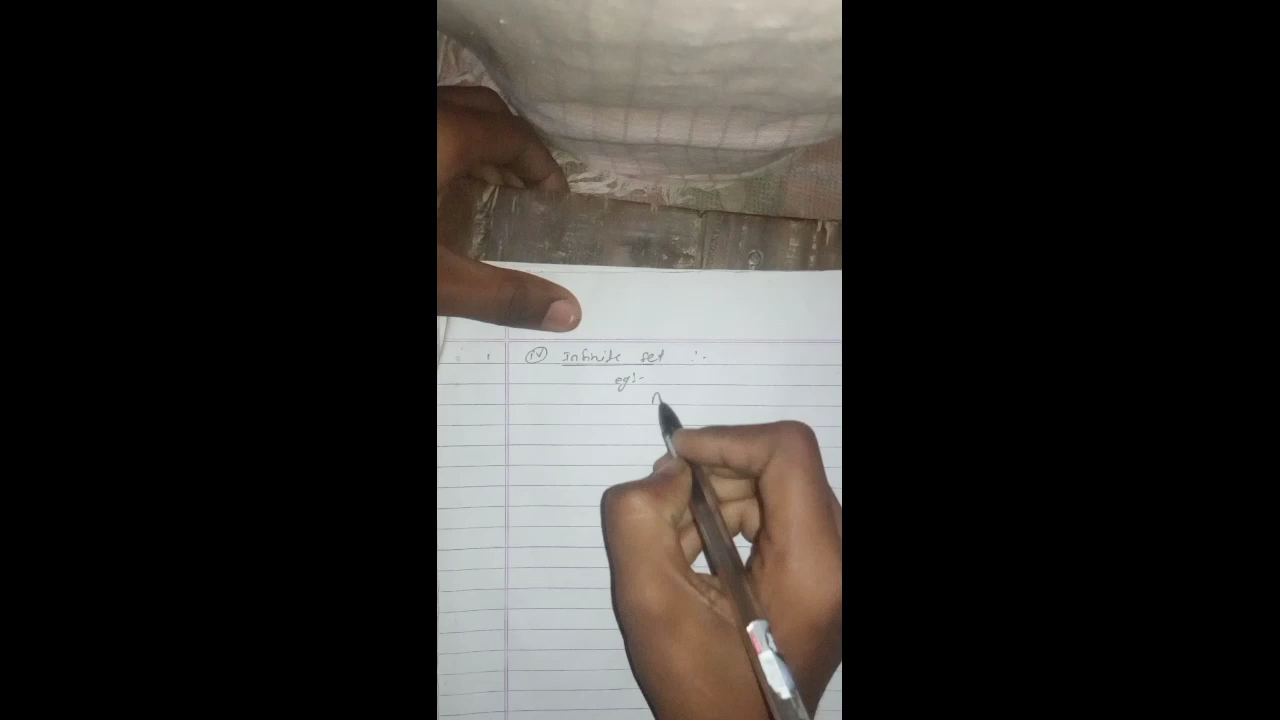 (iv) Infinite set :-
eg:-